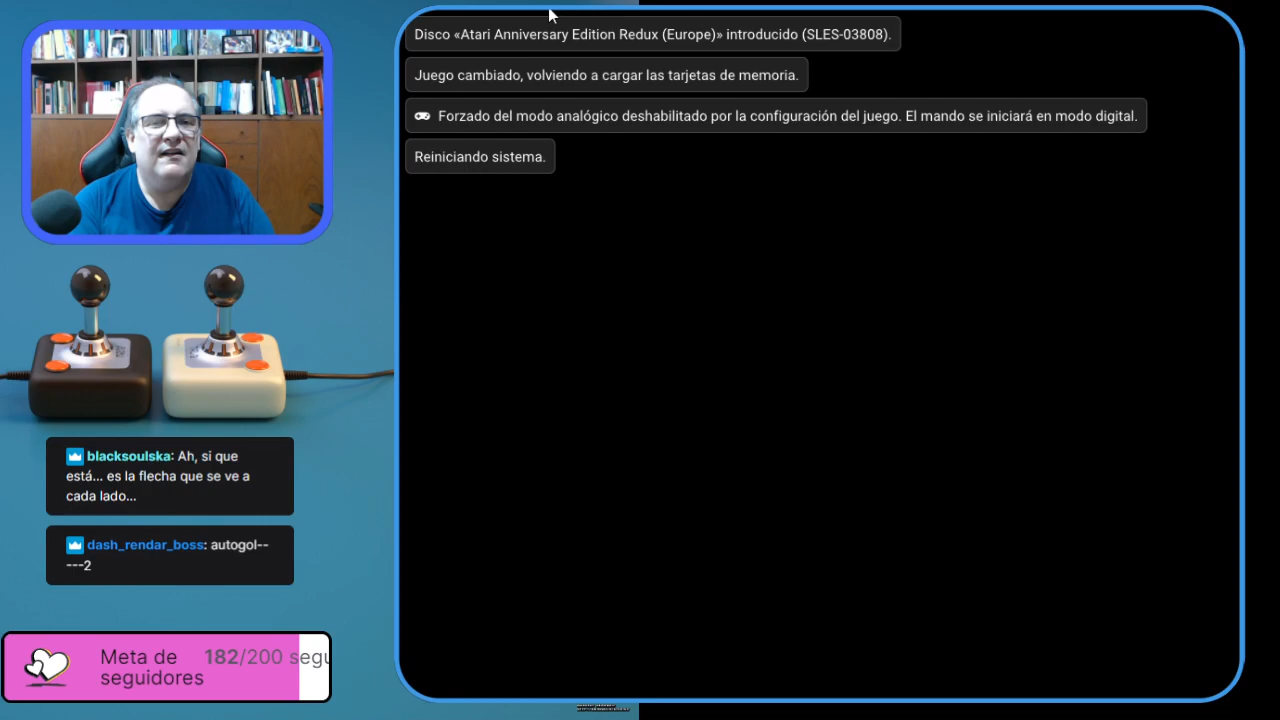 Disco «Atari Anniversary Edition Redux (Europe)» introducido (SLES-03808).
Juego cambiado, volviendo a cargar las tarjetas de memoria.
Forzado del modo analógico deshabilitado por la configuración del juego. El mando se iniciará en modo digital.
Reiniciando sistema.
blacksoulska: Ah, si que
está... es la flecha que se ve a
cada lado...
dash_rendar_boss: autogol--
---2
Meta de
seguidores
182/200 segu